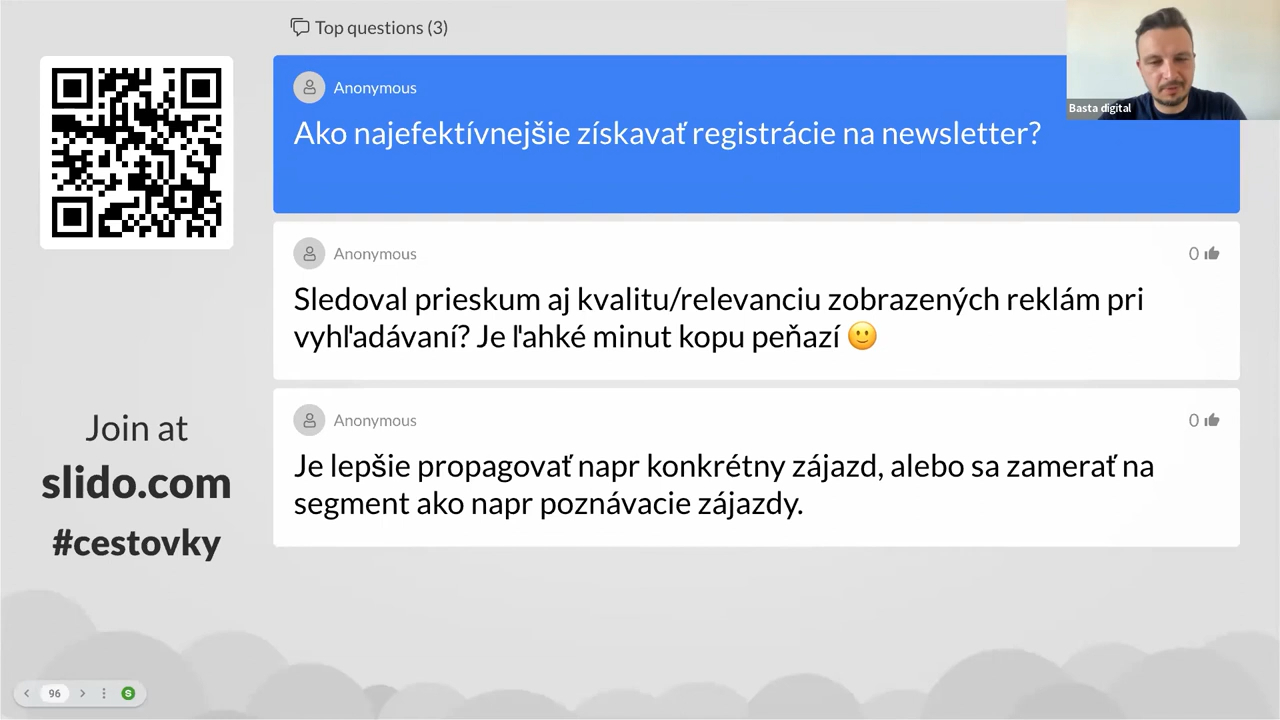 Top questions (3)
Anonymous
Ako najefektívnejšie získavať registrácie na newsletter?
Basta digital
Anonymous
0
Sledoval prieskum aj kvalitu/relevanciu zobrazených reklám pri
vyhľadávaní? Je ľahké minut kopu peňazí 🙂
Anonymous
0
Je lepšie propagovať napr konkrétny zájazd, alebo sa zamerať na
segment ako napr poznávacie zájazdy.
Join at
slido.com
#cestovky
96
S